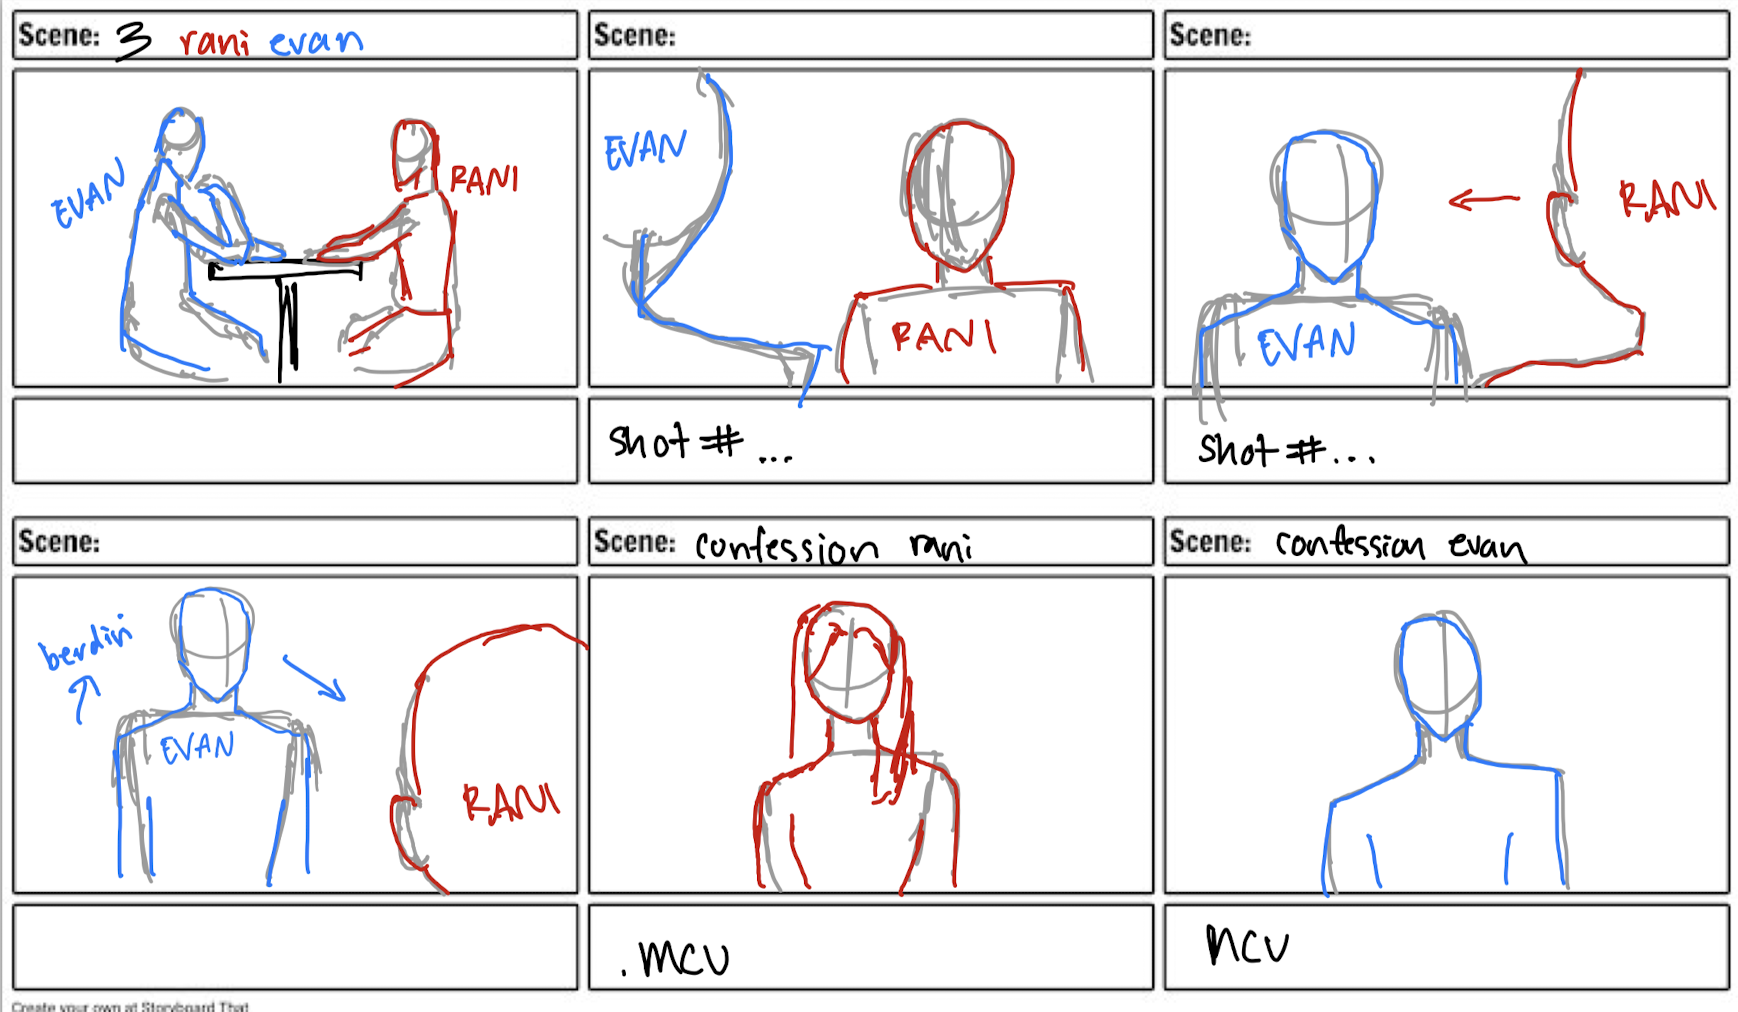 Scene: 3 rani evan
Scene:
Scene:
EVAN
RANI
EVAN
RANI
EVAN
RANI
shot # ...
shot # ...
Scene:
Scene: confession rani
Scene: confession evan
berdiri
EVAN
RANI
. MCU
MCU
Create your own at Storyboard That